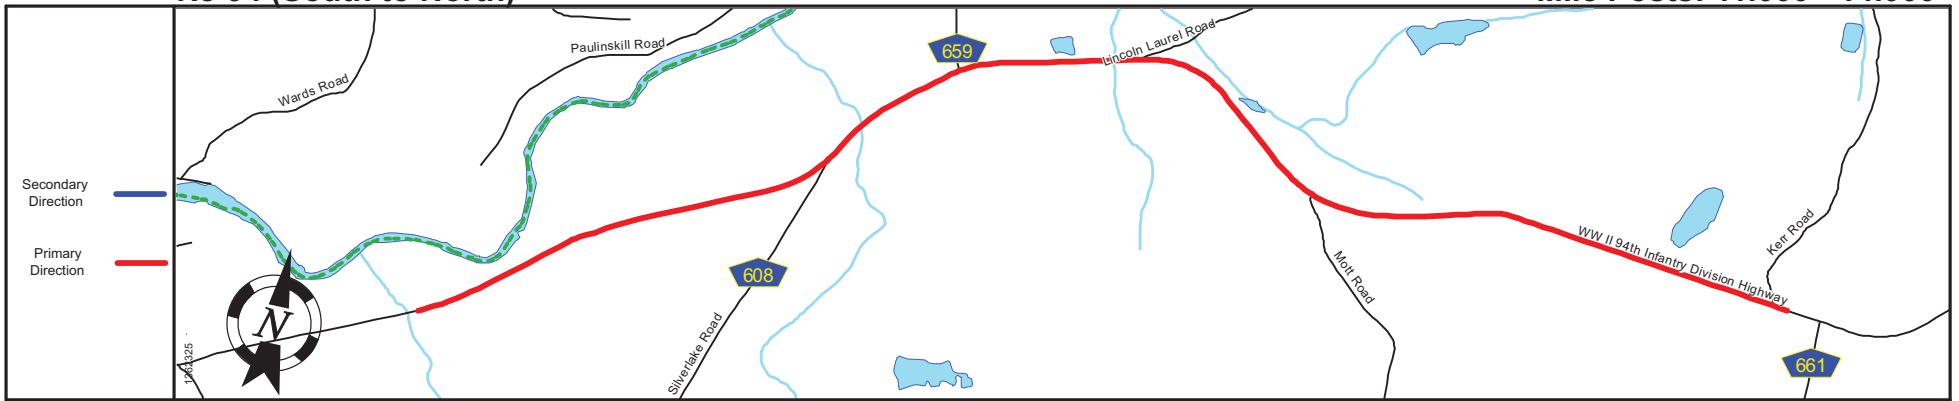 Secondary
Direction
Primary
Direction
Wards Road
Paulinskill Road
659
Lincoln Laurel Road
608
Silverlake Road
Mott Road
WW II 94th Infantry Division Highway
Kerr Road
661
N